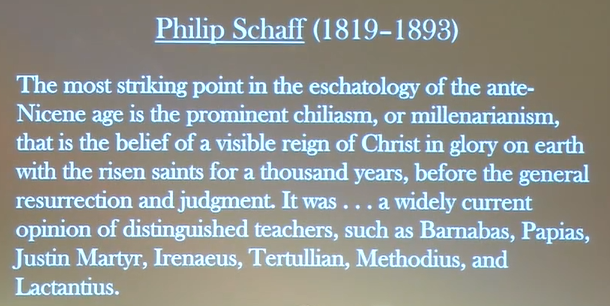 Philip Schaff (1819–1893)
The most striking point in the eschatology of the ante-
Nicene age is the prominent chiliasm, or millenarianism,
that is the belief of a visible reign of Christ in glory on earth
with the risen saints for a thousand years, before the general
resurrection and judgment. It was . . . a widely current
opinion of distinguished teachers, such as Barnabas, Papias,
Justin Martyr, Irenaeus, Tertullian, Methodius, and
Lactantius.